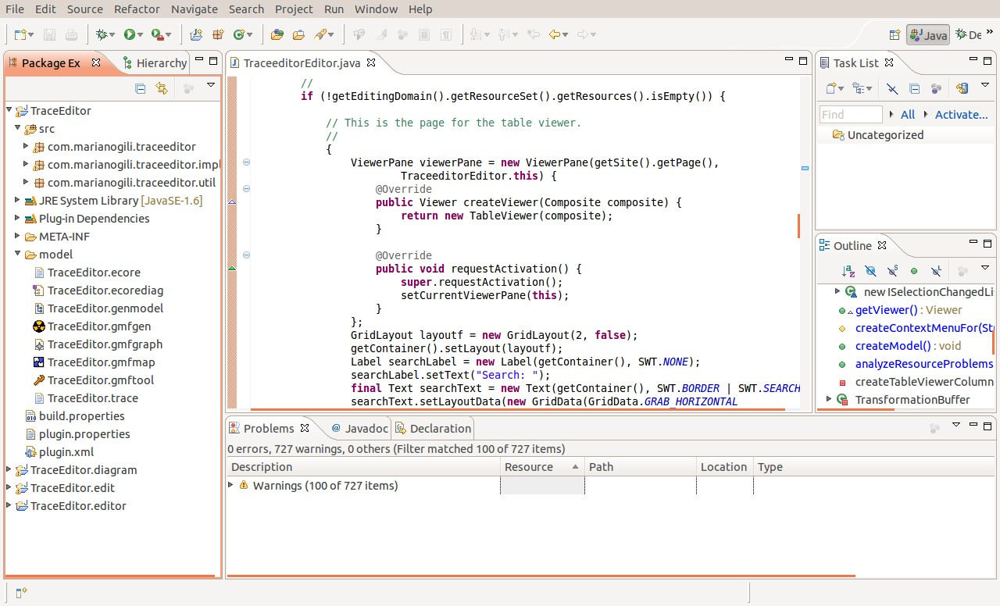 File Edit Source Refactor Navigate Search Project Run Window Help
Java De »
Package Ex Hierarchy
TraceEditor
src
com.marianogili.traceeditor
com.marianogili.traceeditor.impl
com.marianogili.traceeditor.util
JRE System Library [JavaSE-1.6]
Plug-in Dependencies
META-INF
model
TraceEditor.ecore
TraceEditor.ecorediag
TraceEditor.genmodel
TraceEditor.gmfgen
TraceEditor.gmfgraph
TraceEditor.gmfmap
TraceEditor.gmftool
TraceEditor.trace
build.properties
plugin.properties
plugin.xml
TraceEditor.diagram
TraceEditor.edit
TraceEditor.editor
TraceeditorEditor.java
//
if (!getEditingDomain().getResourceSet().getResources().isEmpty()) {
// This is the page for the table viewer.
//
{
ViewerPane viewerPane = new ViewerPane(getSite().getPage(),
TraceeditorEditor.this) {
@Override
public Viewer createViewer(Composite composite) {
return new TableViewer(composite);
}
@Override
public void requestActivation() {
super.requestActivation();
setCurrentViewerPane(this);
}
};
GridLayout layoutf = new GridLayout(2, false);
getContainer().setLayout(layoutf);
Label searchLabel = new Label(getContainer(), SWT.NONE);
searchLabel.setText("Search: ");
final Text searchText = new Text(getContainer(), SWT.BORDER | SWT.SEARCH
searchText.setLayoutData(new GridData(GridData.GRAB_HORIZONTAL
Task List
Find All Activate...
Uncategorized
Outline
new ISelectionChangedLi
getViewer() : Viewer
createContextMenuFor(St
createModel() : void
analyzeResourceProblems
createTableViewerColumn
TransformationBuffer
Problems @ Javadoc Declaration
0 errors, 727 warnings, 0 others (Filter matched 100 of 727 items)
Description Resource Path Location Type
Warnings (100 of 727 items)